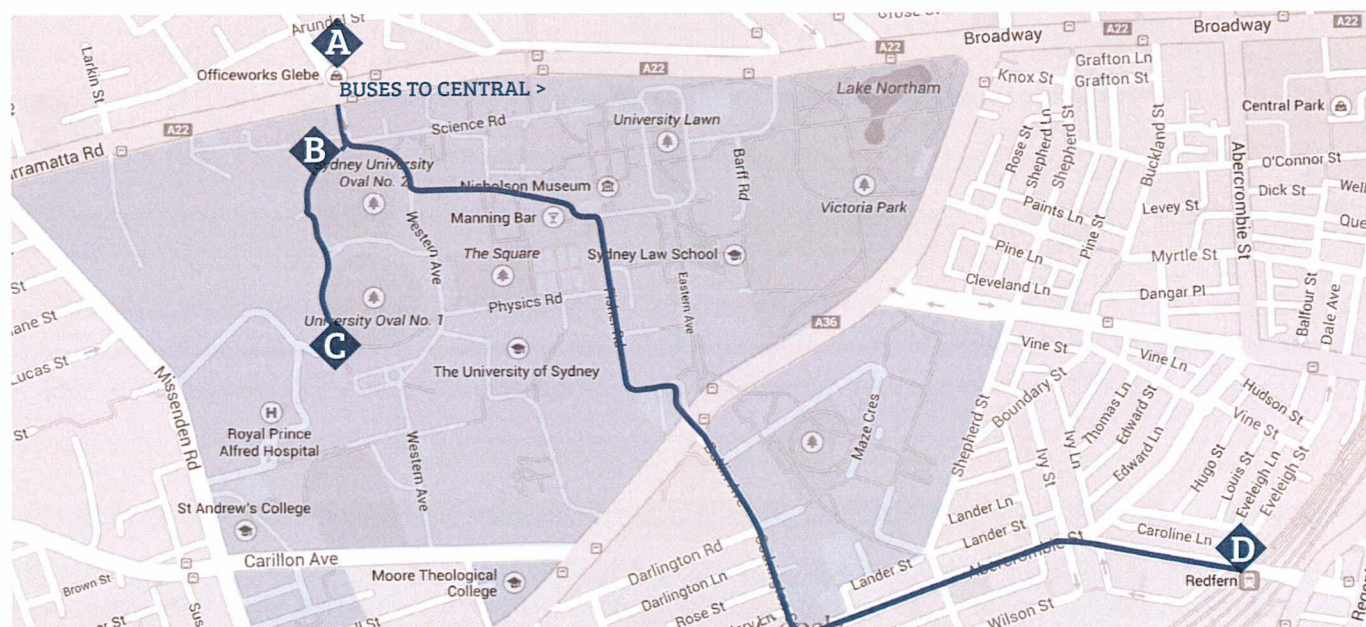 Arundel St
Larkin St
A
Officeworks Glebe
BUSES TO CENTRAL >
A22
A22
A22
A22
Broadway
Broadway
Knox St
Grafton Ln
Grafton St
Lake Northam
Central Park
Science Rd
University Lawn
B
Sydney University
Oval No. 2
Nicholson Museum
Manning Bar
Barff Rd
Victoria Park
Rose St
Shepherd Ln
Shepherd St
Buckland St
Abercrombie St
O'Connor St
Dick St
Levey St
Paints Ln
Pine St
Pine Ln
Myrtle St
Cleveland Ln
Dangar Pl
Balfour St
Dale Ave
Western Ave
The Square
Sydney Law School
Physics Rd
Fisher Rd
Eastern Ave
University Oval No. 1
C
A36
The University of Sydney
Lucas St
Missenden Rd
H
Royal Prince
Alfred Hospital
Western Ave
St Andrew's College
Carillon Ave
Brown St
Moore Theological
College
Maze Cres
Shepherd St
Vine St
Boundary St
Thomas Ln
Vine Ln
Edward St
Edward Ln
Ivy Ln
Ivy St
Hudson St
Vine St
Hugo St
Louis St
Eveleigh Ln
Eveleigh St
Lander Ln
Lander St
Lander St
Caroline Ln
D
Redfern
Abercrombie St
Wilson St
Darlington Rd
Darlington Ln
Rose St